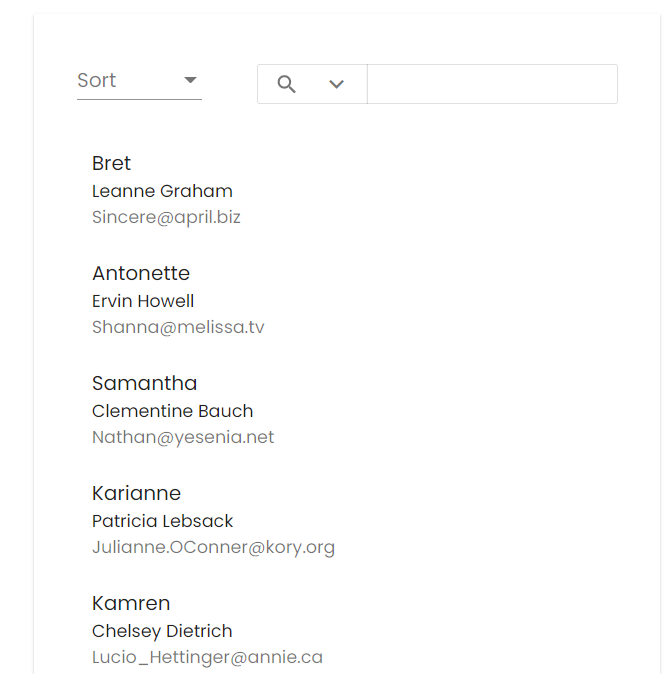 Sort
Bret
Leanne Graham
Sincere@april.biz
Antonette
Ervin Howell
Shanna@melissa.tv
Samantha
Clementine Bauch
Nathan@yesenia.net
Karianne
Patricia Lebsack
Julianne.OConner@kory.org
Kamren
Chelsey Dietrich
Lucio_Hettinger@annie.ca